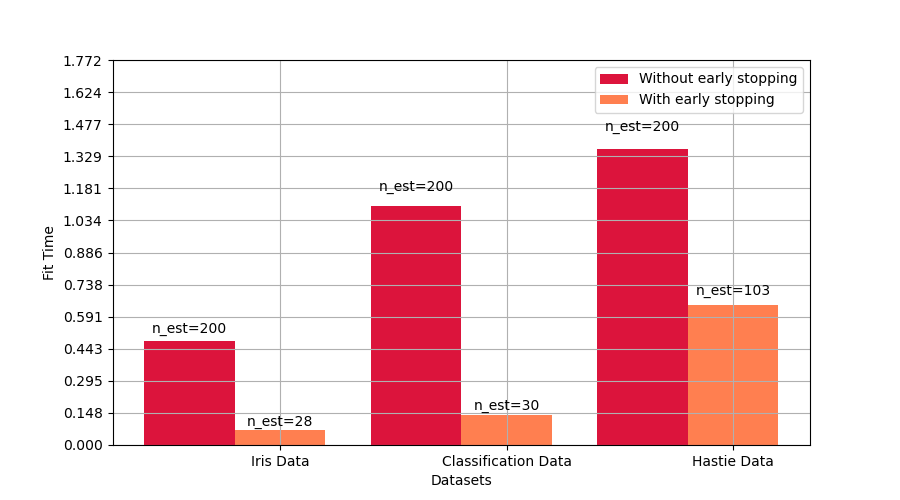 1.772
1.624
1.477
1.329
1.181
1.034
0.886
0.738
0.591
0.443
0.295
0.148
0.000
Fit Time
Without early stopping
With early stopping
n_est=200
n_est=200
n_est=103
n_est=200
n_est=30
n_est=28
Iris Data
Classification Data
Hastie Data
Datasets